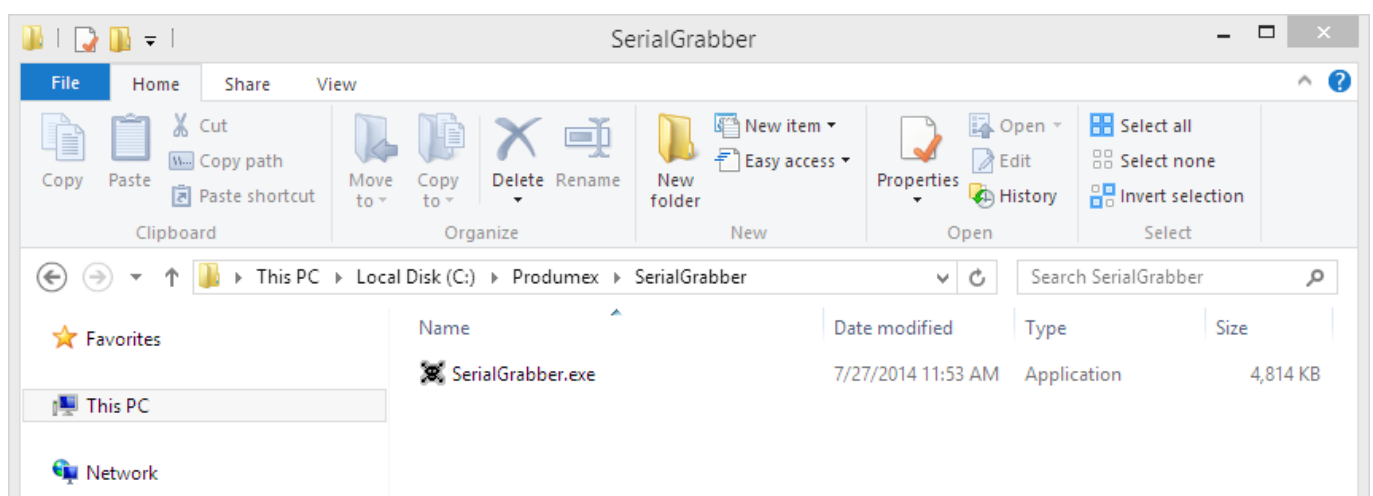 SerialGrabber
File Home Share View
Copy
Paste
Cut
Copy path
Paste shortcut
Clipboard
Move to
Copy to
Delete
Rename
Organize
New folder
New item
Easy access
New
Properties
Open
Edit
History
Open
Select all
Select none
Invert selection
Select
This PC Local Disk (C:) Produmex SerialGrabber
Search SerialGrabber
Favorites
This PC
Network
Name Date modified Type Size
SerialGrabber.exe 7/27/2014 11:53 AM Application 4,814 KB